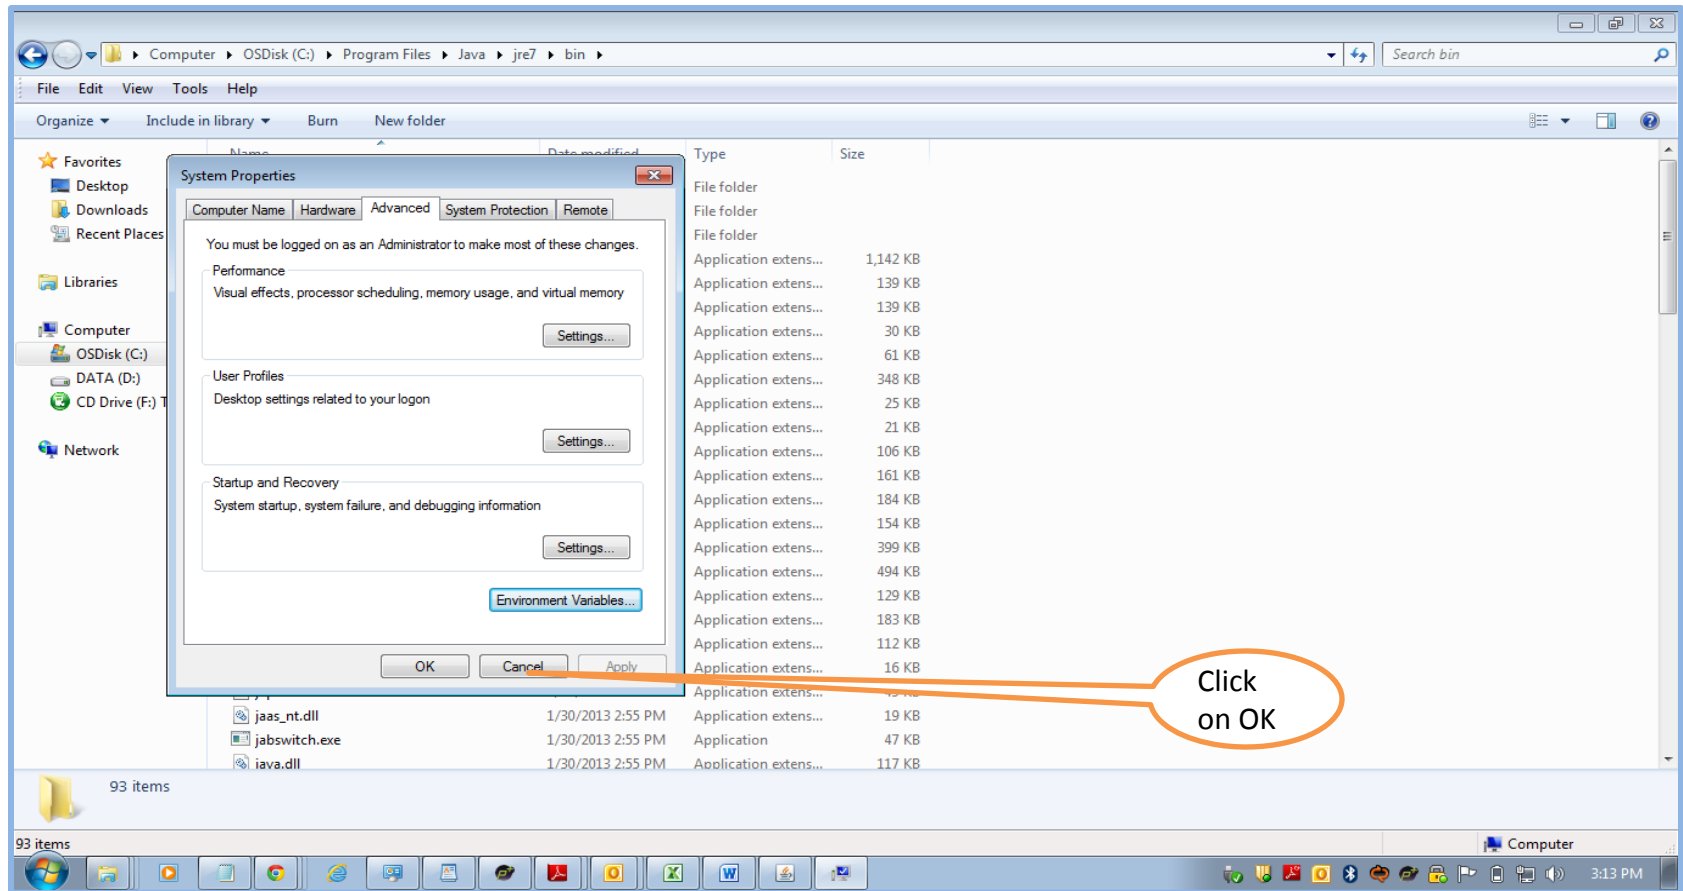 Computer OSDisk (C:) Program Files Java jre7 bin
Search bin
File Edit View Tools Help
Organize Include in library Burn New folder
Name Date modified Type Size
Favorites
Desktop
Downloads
Recent Places
Libraries
Computer
OSDisk (C:)
DATA (D:)
CD Drive (F:) T
Network
System Properties
Computer Name Hardware Advanced System Protection Remote
You must be logged on as an Administrator to make most of these changes.
Performance
Visual effects, processor scheduling, memory usage, and virtual memory
Settings...
User Profiles
Desktop settings related to your logon
Settings...
Startup and Recovery
System startup, system failure, and debugging information
Settings...
Environment Variables...
OK Cancel Apply
File folder
File folder
File folder
Application extens... 1,142 KB
Application extens... 139 KB
Application extens... 139 KB
Application extens... 30 KB
Application extens... 61 KB
Application extens... 348 KB
Application extens... 25 KB
Application extens... 21 KB
Application extens... 106 KB
Application extens... 161 KB
Application extens... 184 KB
Application extens... 154 KB
Application extens... 399 KB
Application extens... 494 KB
Application extens... 129 KB
Application extens... 183 KB
Application extens... 112 KB
Application extens... 16 KB
Application extens... KB
jaas_nt.dll 1/30/2013 2:55 PM Application extens... 19 KB
jabswitch.exe 1/30/2013 2:55 PM Application 47 KB
java.dll 1/30/2013 2:55 PM Application extens... 117 KB
Click
on OK
93 items
93 items
Computer
3:13 PM